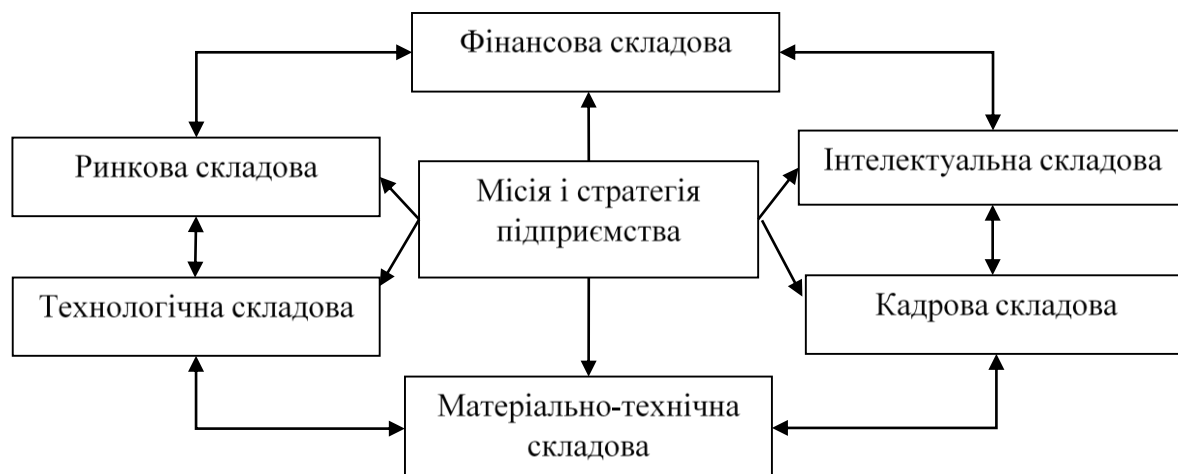 Фінансова складова
Ринкова складова
Місія і стратегія
підприємства
Інтелектуальна складова
Технологічна складова
Кадрова складова
Матеріально-технічна
складова